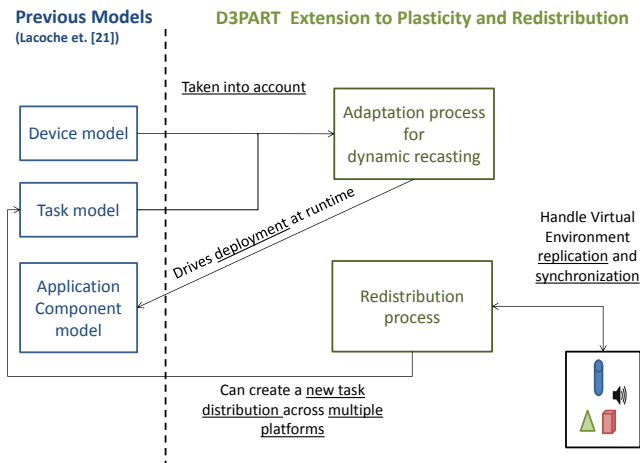 Previous Models
(Lacoche et. [21])
D3PART Extension to Plasticity and Redistribution
Taken into account
Device model
Adaptation process
for
dynamic recasting
Task model
Drives deployment at runtime
Handle Virtual
Environment
replication and
synchronization
Application
Component
model
Redistribution
process
Can create a new task
distribution across multiple
platforms